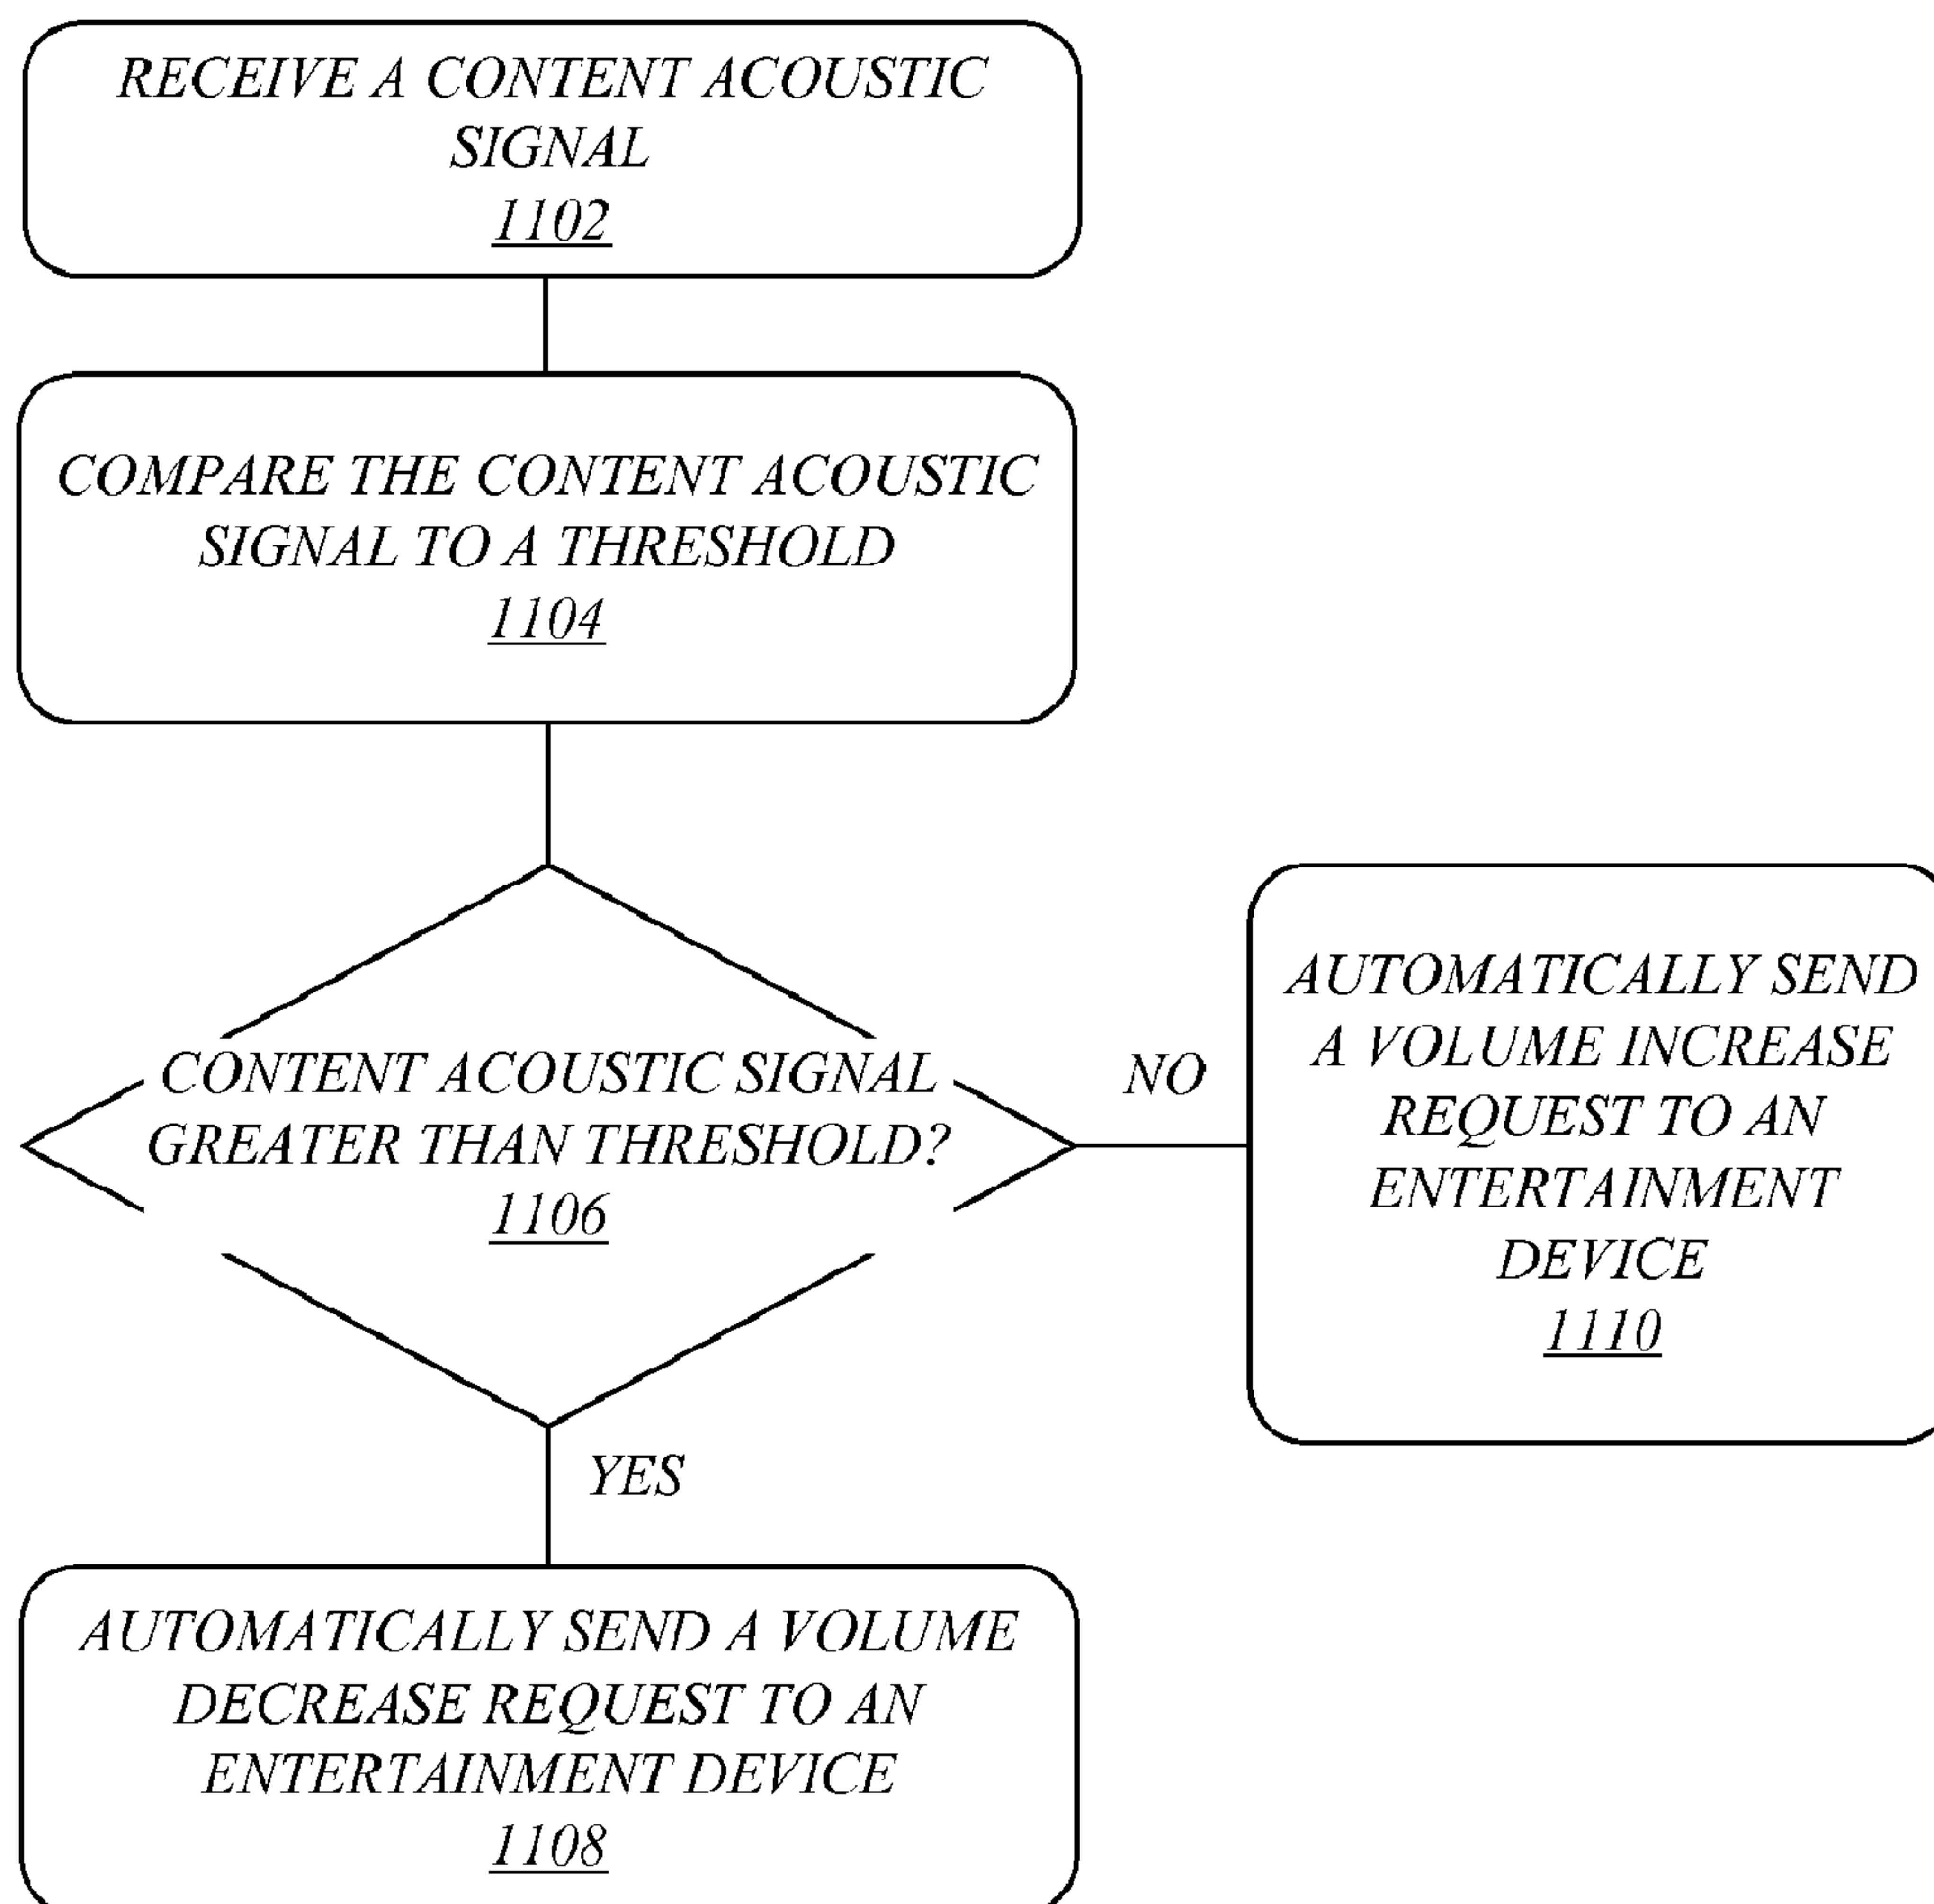 RECEIVE A CONTENT ACOUSTIC
SIGNAL
1102
COMPARE THE CONTENT ACOUSTIC
SIGNAL TO A THRESHOLD
1104
CONTENT ACOUSTIC SIGNAL
GREATER THAN THRESHOLD?
1106
NO
AUTOMATICALLY SEND
A VOLUME INCREASE
REQUEST TO AN
ENTERTAINMENT
DEVICE
1110
YES
AUTOMATICALLY SEND A VOLUME
DECREASE REQUEST TO AN
ENTERTAINMENT DEVICE
1108